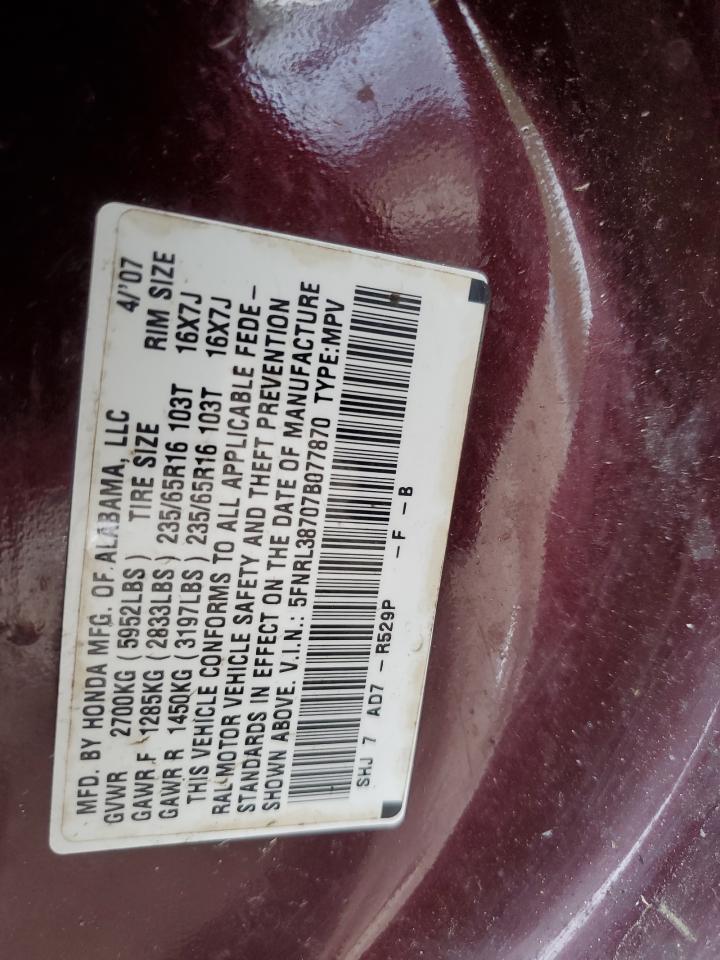 MFD. BY HONDA MFG. OF ALABAMA, LLC 4/'07
GVWR 2700KG (5952LBS) TIRE SIZE RIM SIZE
GAWR F 1285KG (2833LBS) 235/65R16 103T 16X7J
GAWR R 1450KG (3197LBS) 235/65R16 103T 16X7J
THIS VEHICLE CONFORMS TO ALL APPLICABLE FEDE-
RAL MOTOR VEHICLE SAFETY AND THEFT PREVENTION
STANDARDS IN EFFECT ON THE DATE OF MANUFACTURE
SHOWN ABOVE. V.I.N.: 5FNRL38707B077870 TYPE:MPV
SHJ 7 AD7 -R529P -F -B